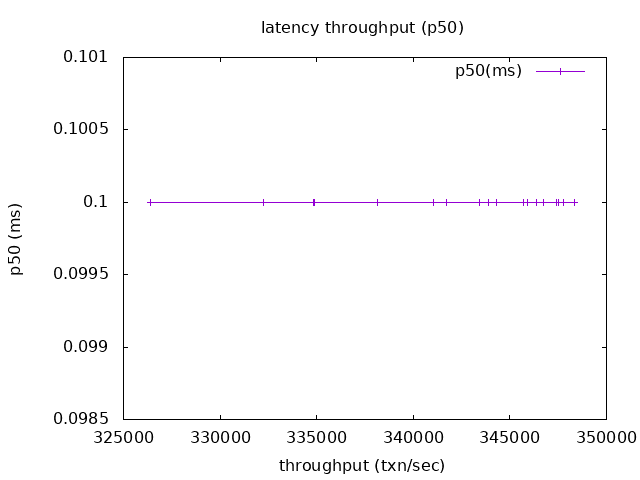 latency throughput (p50)
p50(ms)
0.101
0.1005
0.1
0.0995
0.099
0.0985
p50 (ms)
325000 330000 335000 340000 345000 350000
throughput (txn/sec)